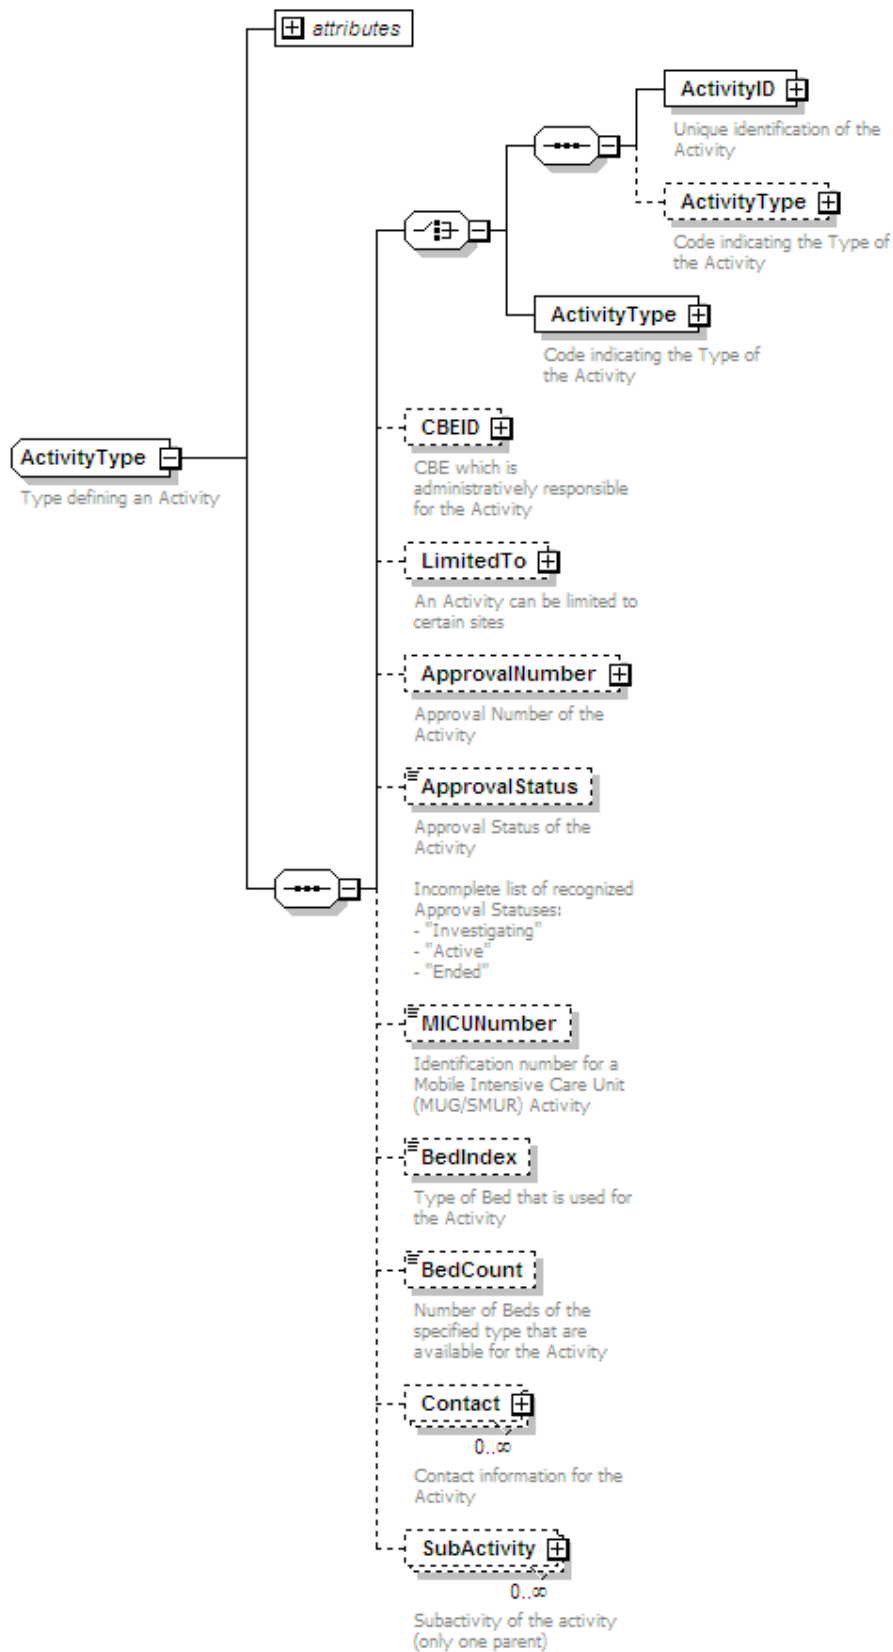 attributes
ActivityID
Unique identification of the
Activity
ActivityType
Code indicating the Type of
the Activity
ActivityType
Code indicating the Type of
the Activity
CBEID
CBE which is
administratively responsible
for the Activity
ActivityType
Type defining an Activity
LimitedTo
An Activity can be limited to
certain sites
ApprovalNumber
Approval Number of the
Activity
ApprovalStatus
Approval Status of the
Activity
Incomplete list of recognized
Approval Statuses:
- "Investigating"
- "Active"
- "Ended"
MICUNumber
Identification number for a
Mobile Intensive Care Unit
(MUG/SMUR) Activity
BedIndex
Type of Bed that is used for
the Activity
BedCount
Number of Beds of the
specified type that are
available for the Activity
Contact
0..∞
Contact information for the
Activity
SubActivity
0..∞
Subactivity of the activity
(only one parent)